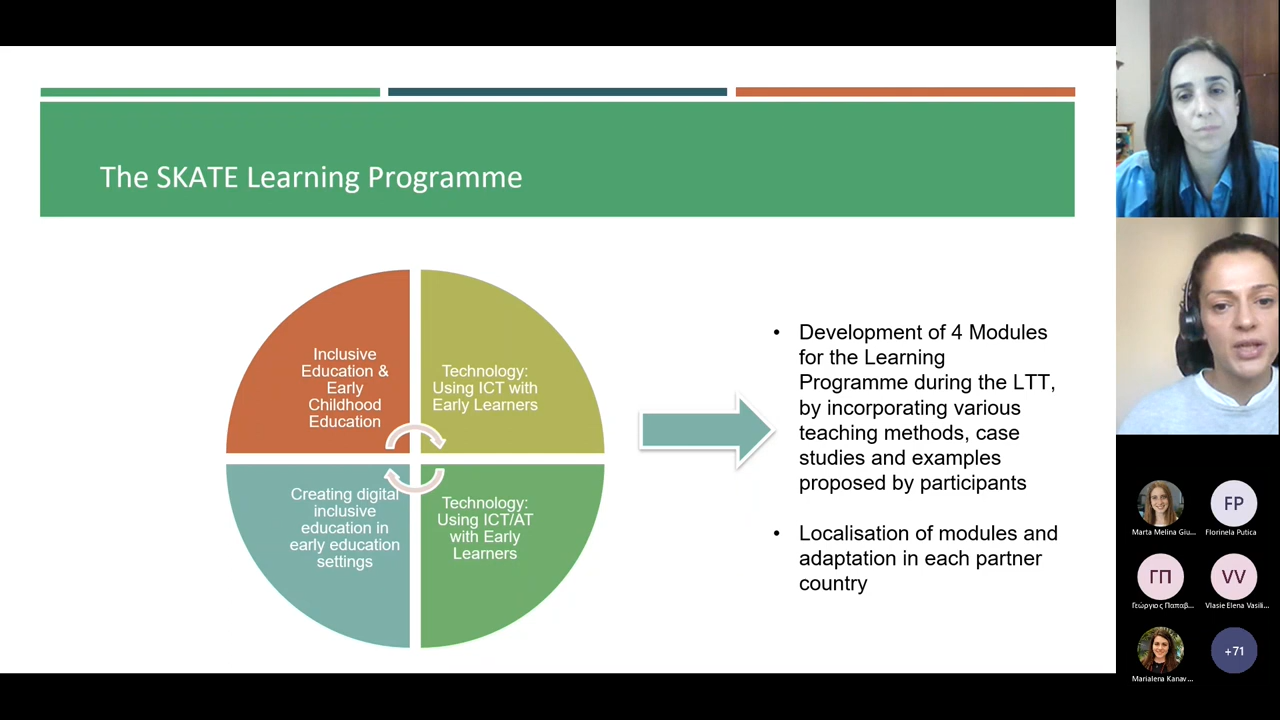 The SKATE Learning Programme
Inclusive
Education &
Early
Childhood
Education
Technology:
Using ICT with
Early Learners
Creating digital
inclusive
education in
early education
settings
Technology:
Using ICT/AT
with Early
Learners
• Development of 4 Modules
for the Learning
Programme during the LTT,
by incorporating various
teaching methods, case
studies and examples
proposed by participants
• Localisation of modules and
adaptation in each partner
country
FP
Marta Melina Giu...
Florinela Putica
ΓΠ
VV
Γεώργιος Παπαβ...
Vlasie Elena Vasili...
+71
Marialena Kanav...